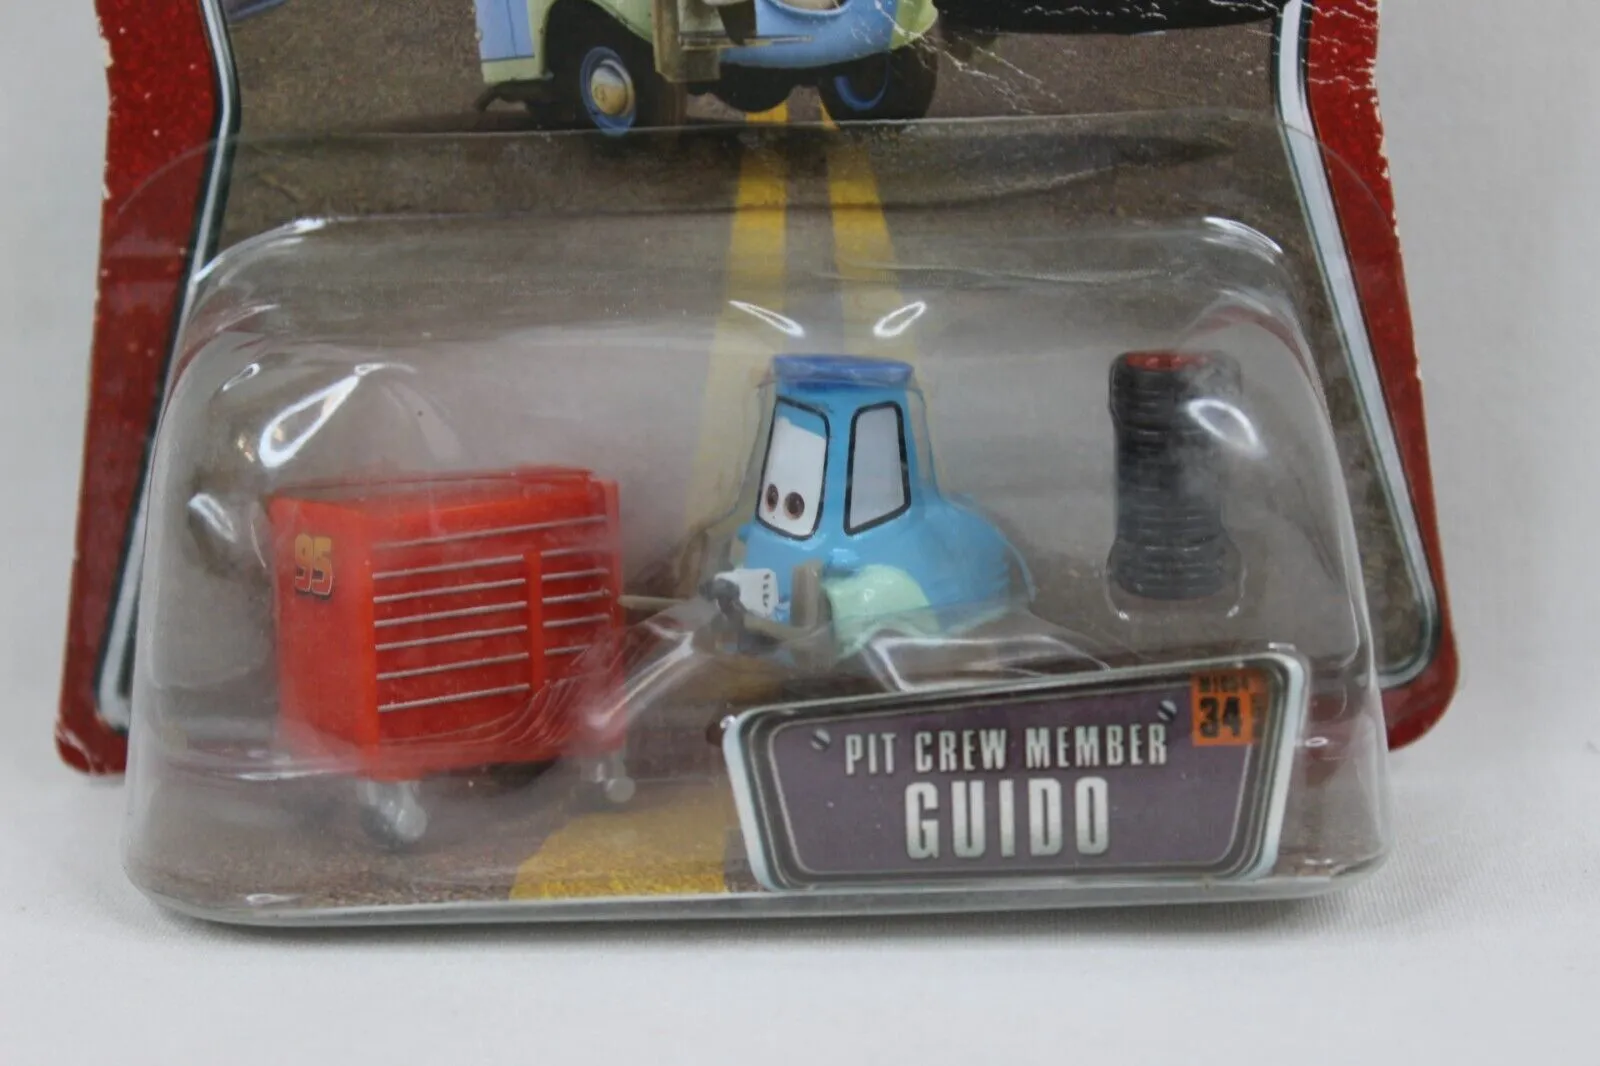 95
34
PIT CREW MEMBER
GUIDO